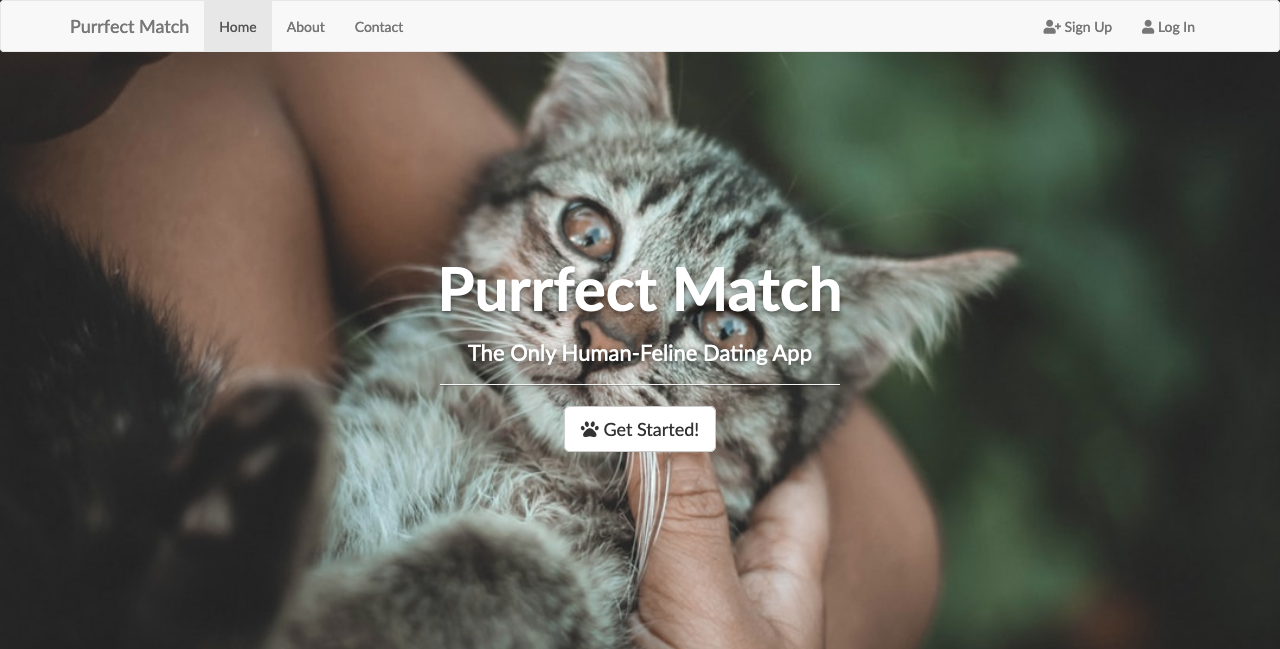 Purrfect Match Home About Contact Sign Up Log In
Purrfect Match
The Only Human-Feline Dating App
Get Started!